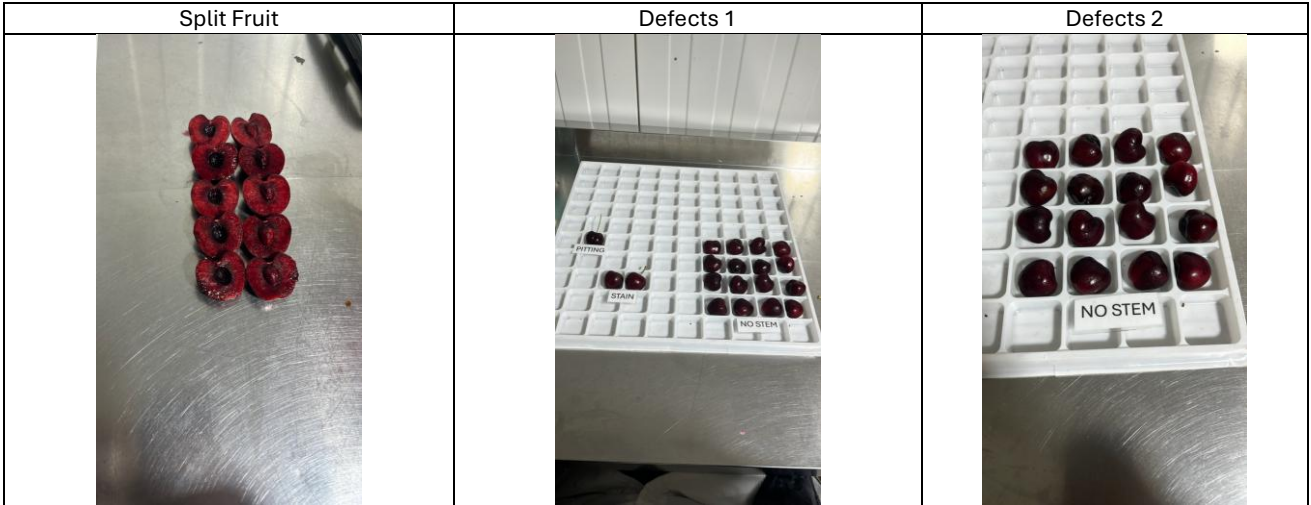 Split Fruit
Defects 1
Defects 2
PITTING
STAIN
NO STEM
NO STEM